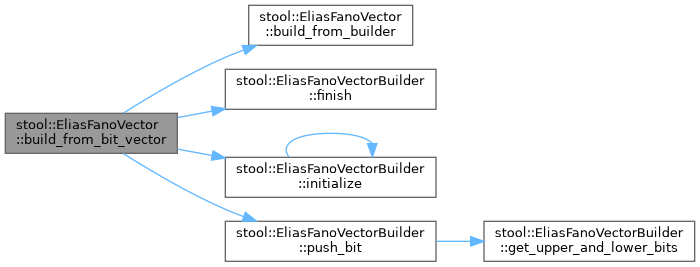 stool::EliasFanoVector
::build_from_builder
stool::EliasFanoVectorBuilder
::finish
stool::EliasFanoVector
::build_from_bit_vector
stool::EliasFanoVectorBuilder
::initialize
stool::EliasFanoVectorBuilder
::push_bit
stool::EliasFanoVectorBuilder
::get_upper_and_lower_bits